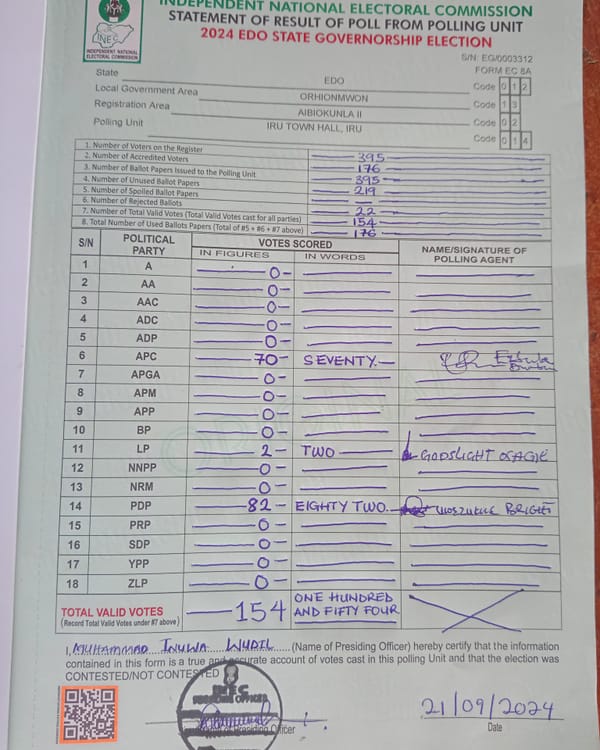 INDEPENDENT NATIONAL ELECTORAL COMMISSION
STATEMENT OF RESULT OF POLL FROM POLLING UNIT
2024 EDO STATE GOVERNORSHIP ELECTION
INEC
INDEPENDENT NATIONAL
ELECTORAL COMMISSION
S/N: EG/0003312
FORM EC 8A
State EDO Code 0 1 2
Local Government Area ORHIONMWON Code 1 3
Registration Area AIBIOKUNLA II Code 0 2
Polling Unit IRU TOWN HALL, IRU Code 0 1 4
1. Number of Voters on the Register 395
2. Number of Accredited Voters 176
3. Number of Ballot Papers Issued to the Polling Unit 395
4. Number of Unused Ballot Papers 219
5. Number of Spoiled Ballot Papers —
6. Number of Rejected Ballots 22
7. Number of Total Valid Votes (Total Valid Votes cast for all parties) 154
8. Total Number of Used Ballots Papers (Total of #5 + #6 + #7 above) 176
S/N POLITICAL PARTY VOTES SCORED NAME/SIGNATURE OF POLLING AGENT
IN FIGURES IN WORDS
1 A 0
2 AA 0
3 AAC 0
4 ADC 0
5 ADP 0
6 APC 70 SEVENTY
7 APGA 0
8 APM 0
9 APP 0
10 BP 0
11 LP 2 TWO GODSLIGHT
12 NNPP 0
13 NRM 0
14 PDP 82 EIGHTY TWO BRIGHT
15 PRP 0
16 SDP 0
17 YPP 0
18 ZLP 0
TOTAL VALID VOTES 154 ONE HUNDRED AND FIFTY FOUR
(Record Total Valid Votes under #7 above)
I, MUHAMMAD INUWA WUDIL (Name of Presiding Officer) hereby certify that the information
contained in this form is a true and accurate account of votes cast in this polling Unit and that the election was
CONTESTED/NOT CONTESTED
INEC
PRESIDING OFFICER
of Presiding Officer
21/09/2024
Date